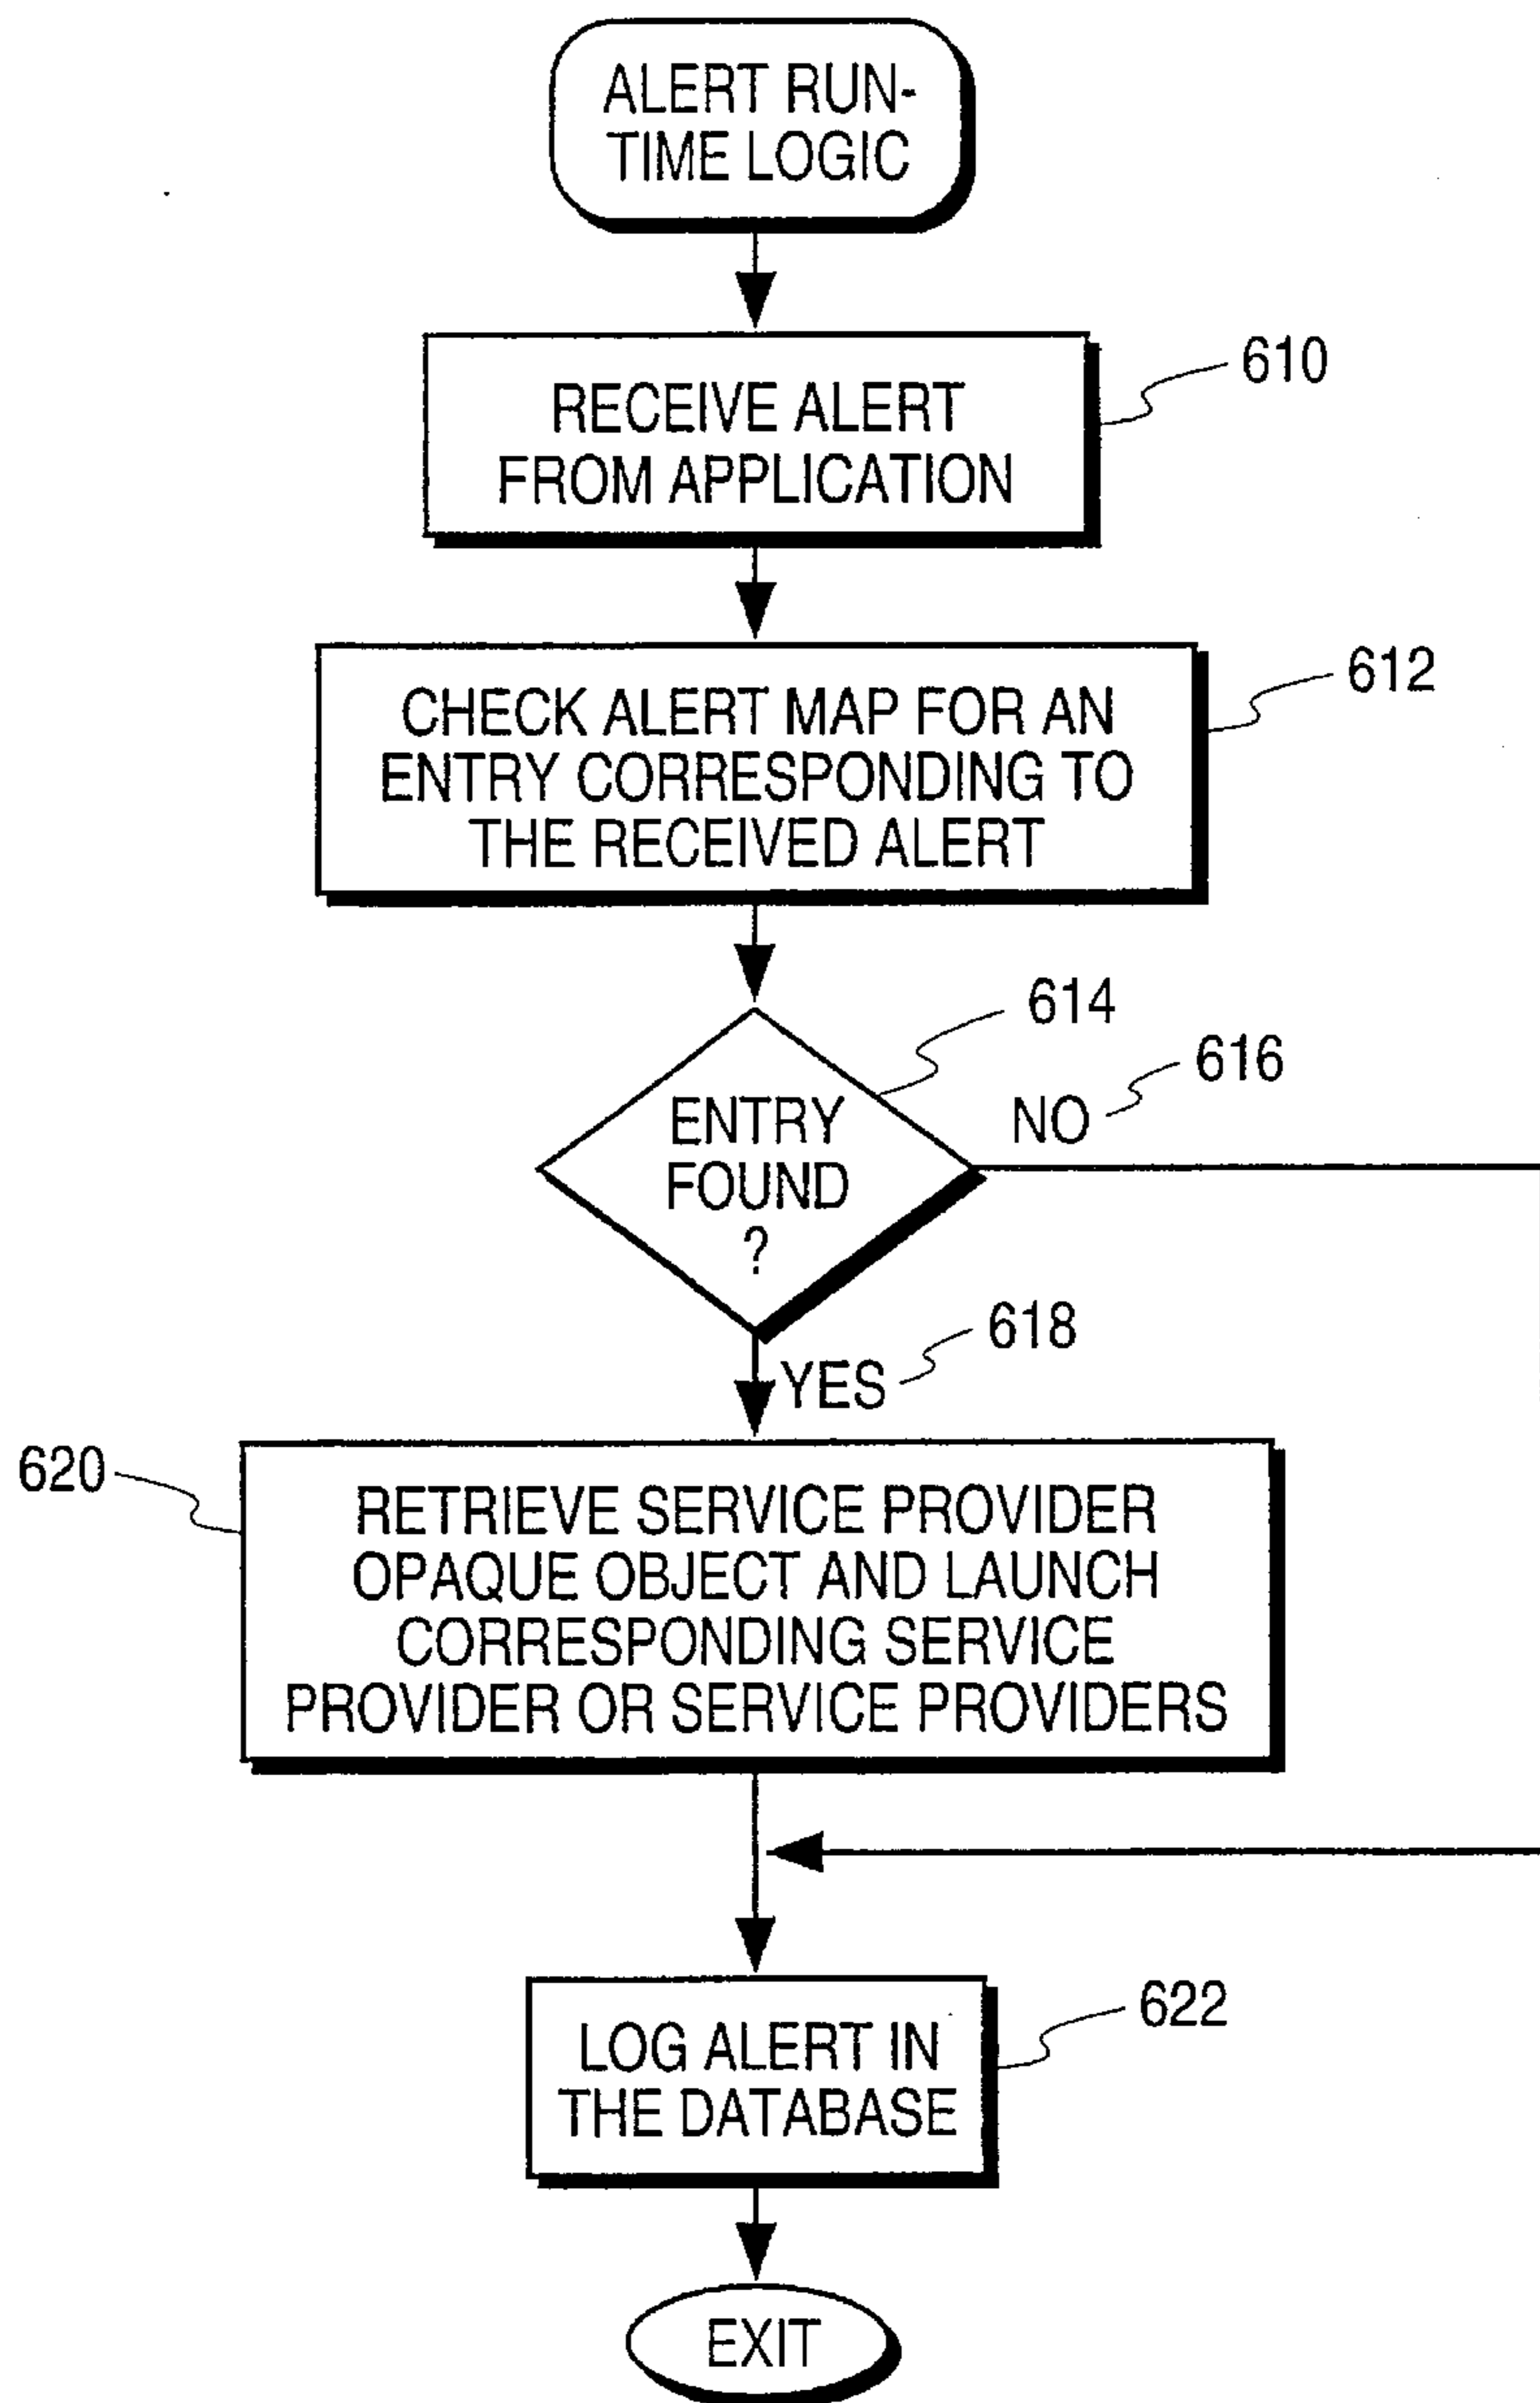 ALERT RUN-
TIME LOGIC
610
RECEIVE ALERT
FROM APPLICATION
612
CHECK ALERT MAP FOR AN
ENTRY CORRESPONDING TO
THE RECEIVED ALERT
614
616
NO
ENTRY
FOUND
?
618
YES
620
RETRIEVE SERVICE PROVIDER
OPAQUE OBJECT AND LAUNCH
CORRESPONDING SERVICE
PROVIDER OR SERVICE PROVIDERS
622
LOG ALERT IN
THE DATABASE
EXIT